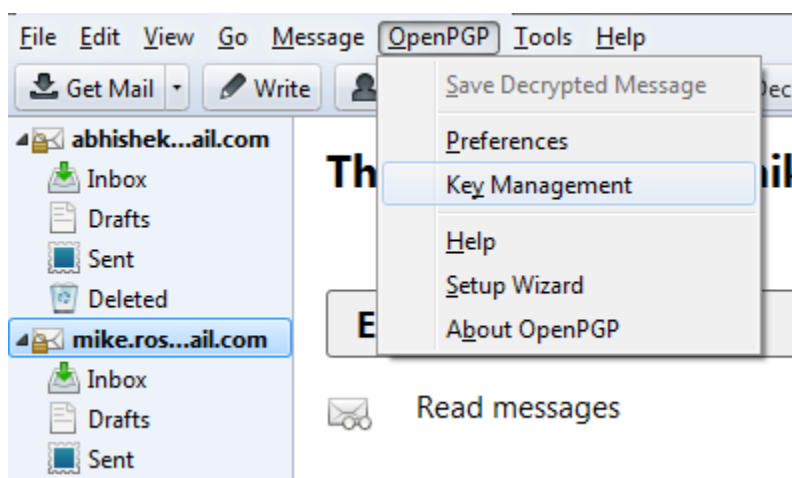 File Edit View Go Message OpenPGP Tools Help
Get Mail Write
Save Decrypted Message
Preferences
Key Management
Help
Setup Wizard
About OpenPGP
abhishek...ail.com
Inbox
Drafts
Sent
Deleted
mike.ros...ail.com
Inbox
Drafts
Sent
Th
E
Read messages